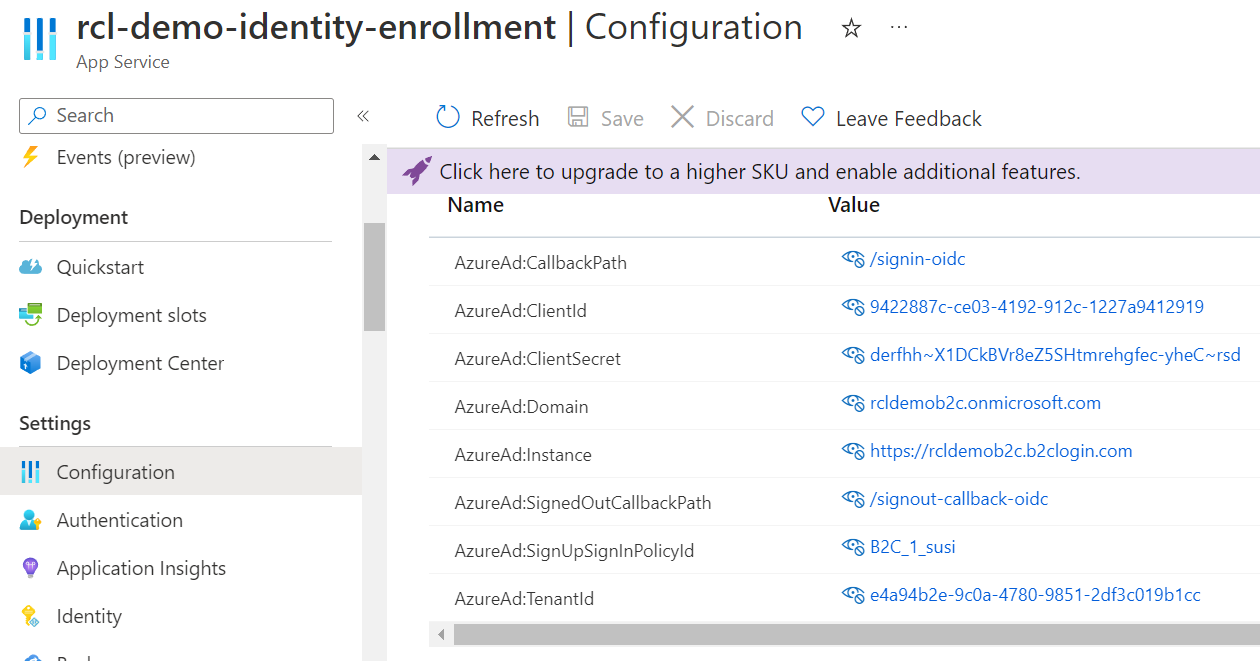 rcl-demo-identity-enrollment | Configuration
App Service
Search
Refresh Save Discard Leave Feedback
Events (preview)
Deployment
Quickstart
Deployment slots
Deployment Center
Settings
Configuration
Authentication
Application Insights
Identity
Click here to upgrade to a higher SKU and enable additional features.
Name Value
AzureAd:CallbackPath /signin-oidc
AzureAd:ClientId 9422887c-ce03-4192-912c-1227a9412919
AzureAd:ClientSecret derfhh~X1DCkBVr8eZ5SHtmrehgfec-yheC~rsd
AzureAd:Domain rcldemob2c.onmicrosoft.com
AzureAd:Instance https://rcldemob2c.b2clogin.com
AzureAd:SignedOutCallbackPath /signout-callback-oidc
AzureAd:SignUpSignInPolicyId B2C_1_susi
AzureAd:TenantId e4a94b2e-9c0a-4780-9851-2df3c019b1cc